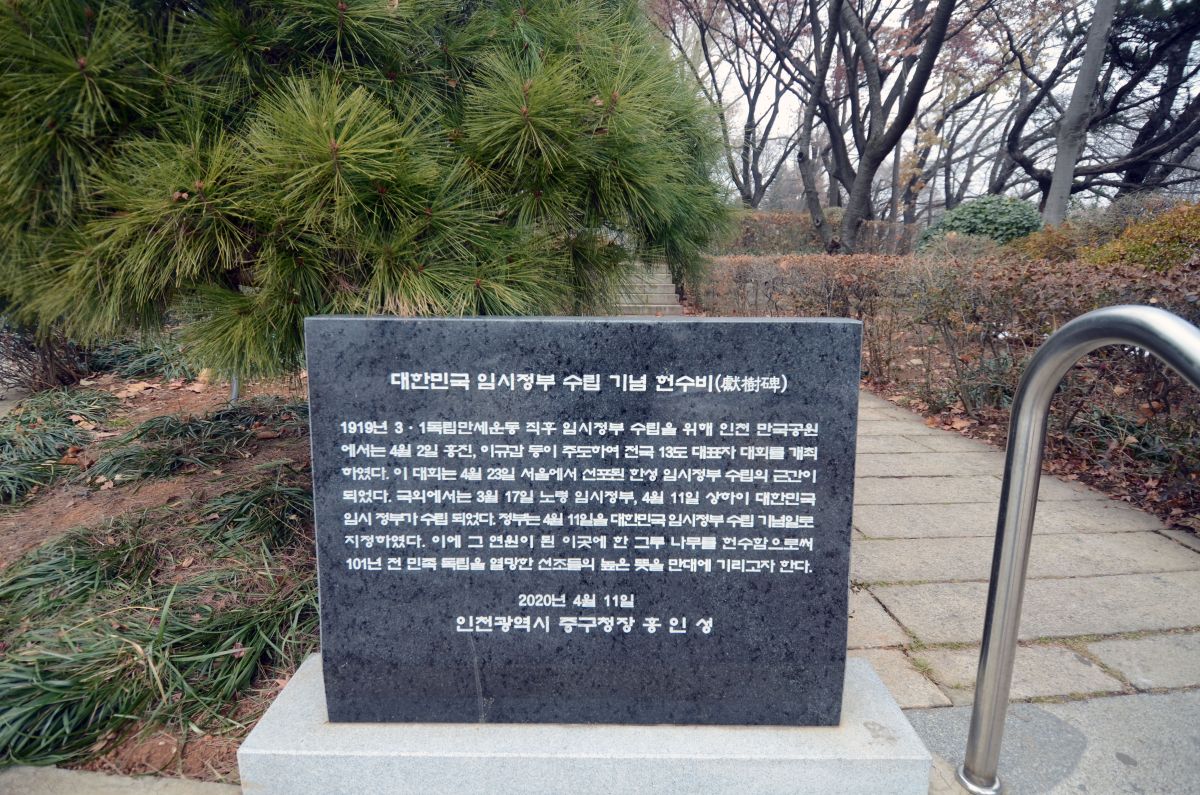 대한민국 임시정부 수립 기념 헌수비(獻樹碑)
1919년 3·1독립만세운동 직후 임시정부 수립을 위해 인천 만국공원
에서는 4월 2일 홍진, 이규갑 등이 주도하여 전국 13도 대표자 대회를 개최
하였다. 이 대회는 4월 23일 서울에서 선포된 한성 임시정부 수립의 근간이
되었다. 국외에서는 3월 17일 노령 임시정부, 4월 11일 상하이 대한민국
임시 정부가 수립 되었다. 정부는 4월 11일을 대한민국 임시정부 수립 기념일로
지정하였다. 이에 그 연원이 된 이곳에 한 그루 나무를 헌수함으로써
101년 전 민족 독립을 열망한 선조들의 높은 뜻을 만대에 기리고자 한다.
2020년 4월 11일
인천광역시 중구청장 홍 인 성